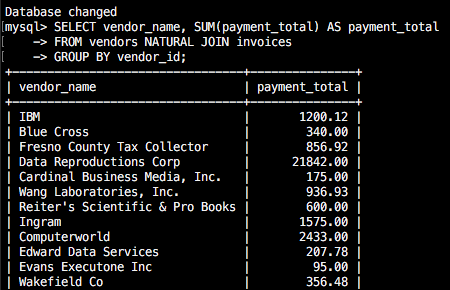 Database changed
mysql> SELECT vendor_name, SUM(payment_total) AS payment_total
    -> FROM vendors NATURAL JOIN invoices
    -> GROUP BY vendor_id;
+--------------------------------+---------------+
| vendor_name                    | payment_total |
+--------------------------------+---------------+
| IBM                            |       1200.12 |
| Blue Cross                     |        340.00 |
| Fresno County Tax Collector    |        856.92 |
| Data Reproductions Corp        |      21842.00 |
| Cardinal Business Media, Inc.  |        175.00 |
| Wang Laboratories, Inc.        |        936.93 |
| Reiter's Scientific & Pro Books |        600.00 |
| Ingram                         |       1575.00 |
| Computerworld                  |       2433.00 |
| Edward Data Services           |        207.78 |
| Evans Executone Inc            |         95.00 |
| Wakefield Co                   |        356.48 |